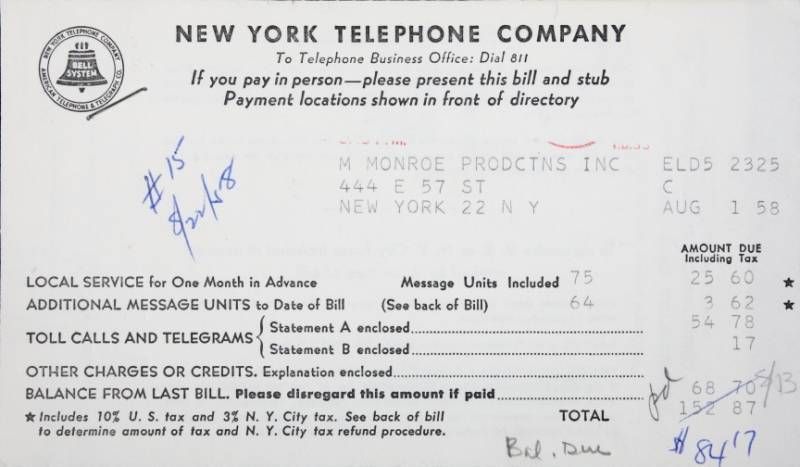 NEW YORK TELEPHONE COMPANY
To Telephone Business Office: Dial 811
If you pay in person—please present this bill and stub
Payment locations shown in front of directory
NEW YORK TELEPHONE COMPANY
BELL SYSTEM
AMERICAN TELEPHONE & TELEGRAPH CO.
#15
8/22/58
M MONROE PRODCTNS INC ELD5 2325
444 E 57 ST C
NEW YORK 22 N Y AUG 1 58
AMOUNT DUE
Including Tax
LOCAL SERVICE for One Month in Advance Message Units Included 75 25 60 ★
ADDITIONAL MESSAGE UNITS to Date of Bill (See back of Bill) 64 3 62 ★
TOLL CALLS AND TELEGRAMS { Statement A enclosed 54 78
Statement B enclosed 17
OTHER CHARGES OR CREDITS. Explanation enclosed
BALANCE FROM LAST BILL. Please disregard this amount if paid pd 68 70 8/13
★ Includes 10% U. S. tax and 3% N. Y. City tax. See back of bill TOTAL 152 87
to determine amount of tax and N. Y. City tax refund procedure.
Bal. Due $84 17